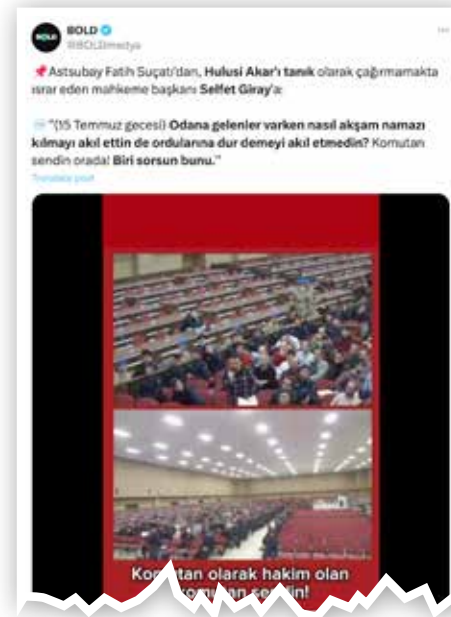 BOLD
@BOLDmedya
📌Astsubay Fatih Suçatı'dan, Hulusi Akar'ı tanık olarak çağırmamakta
ısrar eden mahkeme başkanı Selfet Giray'a:
"(15 Temmuz gecesi) Odana gelenler varken nasıl akşam namazı
kılmayı akıl ettin de ordularına dur demeyi akıl etmedin? Komutan
sendin orada! Biri sorsun bunu."
Translate post
Komutan olarak hakim olan
komutan sendin!